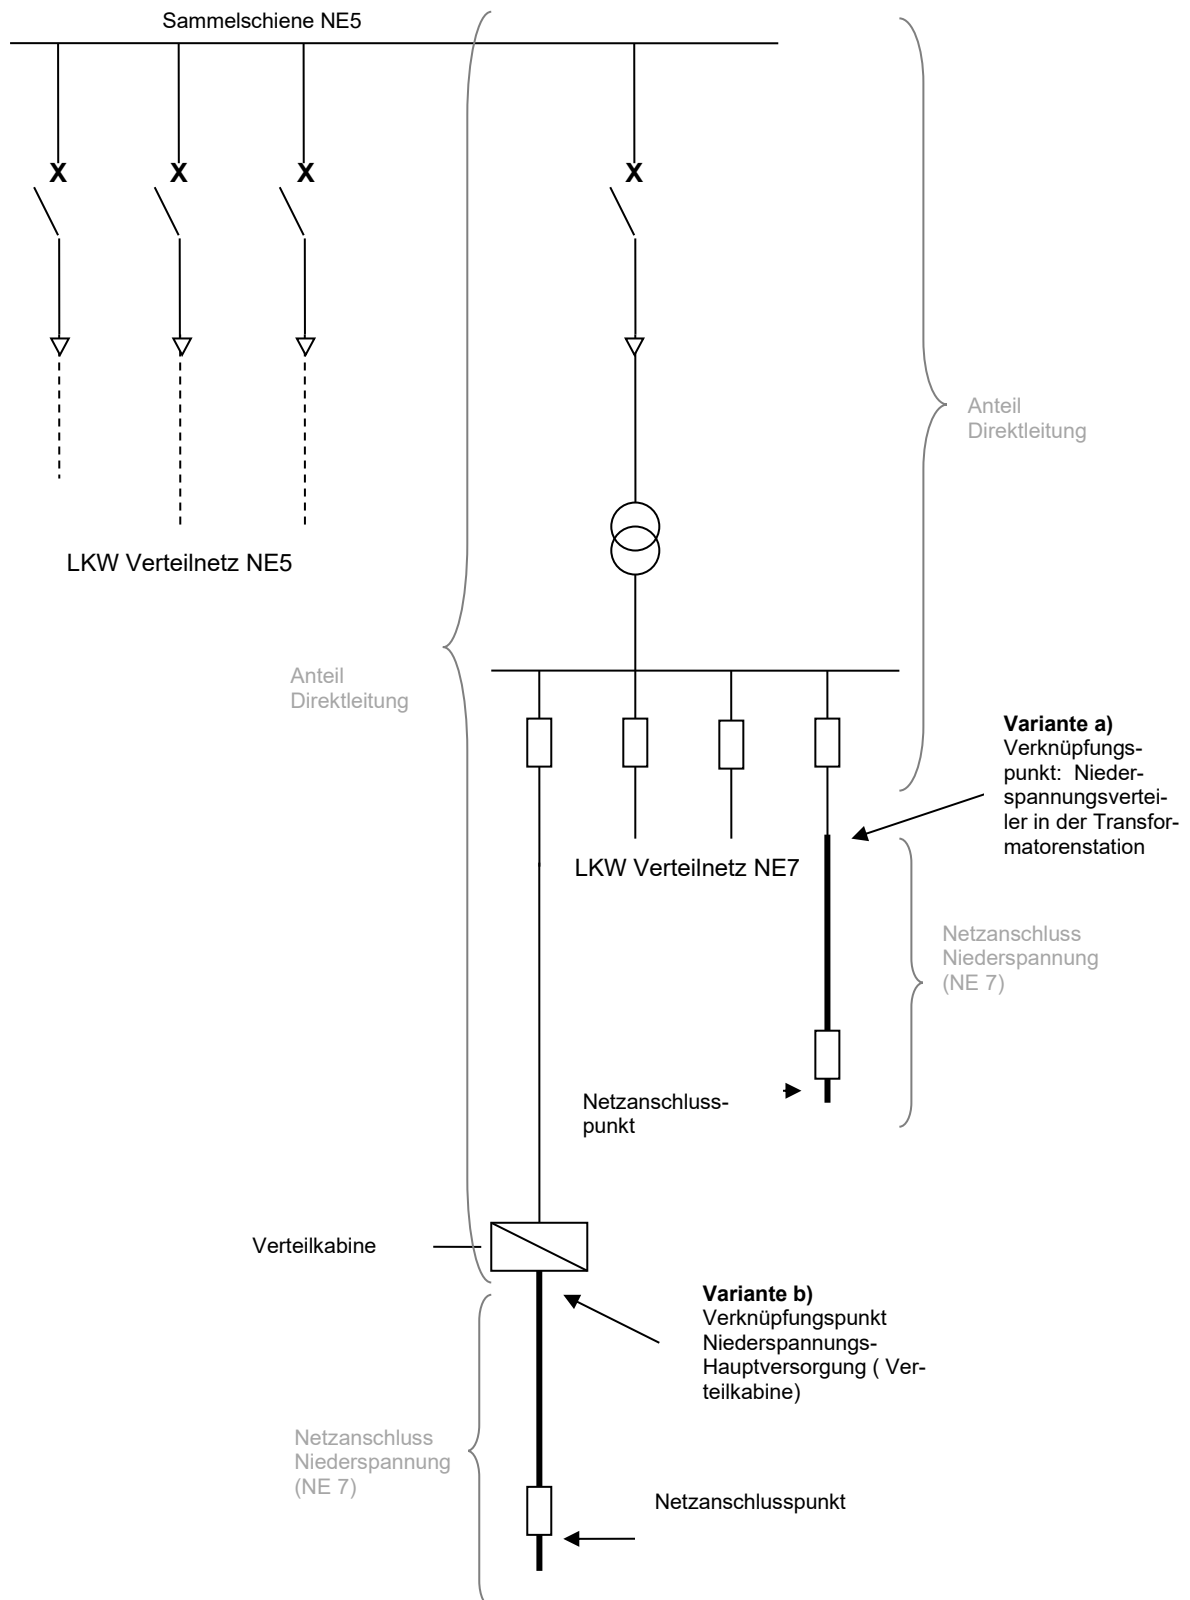 Sammelschiene NE5
X
X
X
X
Anteil
Direktleitung
LKW Verteilnetz NE5
Anteil
Direktleitung
Variante a)
Verknüpfungs-
punkt: Nieder-
spannungsvertei-
ler in der Transfor-
matorenstation
LKW Verteilnetz NE7
Netzanschluss
Niederspannung
(NE 7)
Netzanschluss-
punkt
Verteilkabine
Variante b)
Verknüpfungspunkt
Niederspannungs-
Hauptversorgung ( Ver-
teilkabine)
Netzanschluss
Niederspannung
(NE 7)
Netzanschlusspunkt